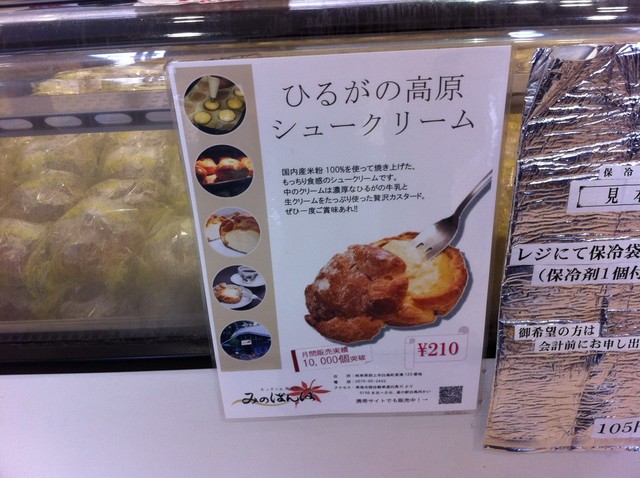 ひるがの高原
シュークリーム
国内産米粉100%を使って焼き上げた、
もっちり食感のシュークリームです。
中のクリームは濃厚なひるがの牛乳と
生クリームをたっぷり使った贅沢カスタード。
ぜひ一度ご賞味あれ!!
月間販売実績
10,000個突破
¥210
携帯サイトでも販売中!→
保冷
見本
レジにて保冷袋
(保冷剤1個付
御希望の方は
会計前にお申し出
105円